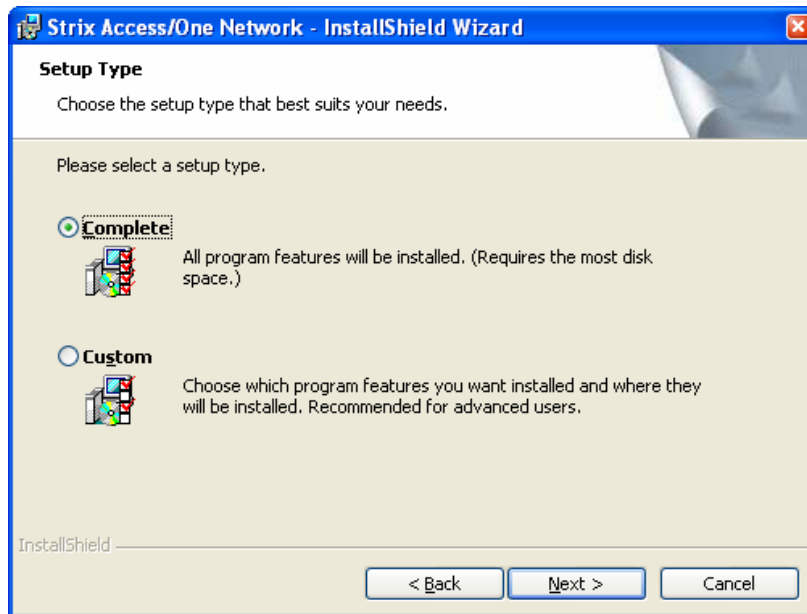 Strix Access/One Network - InstallShield Wizard
Setup Type
Choose the setup type that best suits your needs.
Please select a setup type.
Complete
All program features will be installed. (Requires the most disk
space.)
Custom
Choose which program features you want installed and where they
will be installed. Recommended for advanced users.
InstallShield
< Back
Next >
Cancel